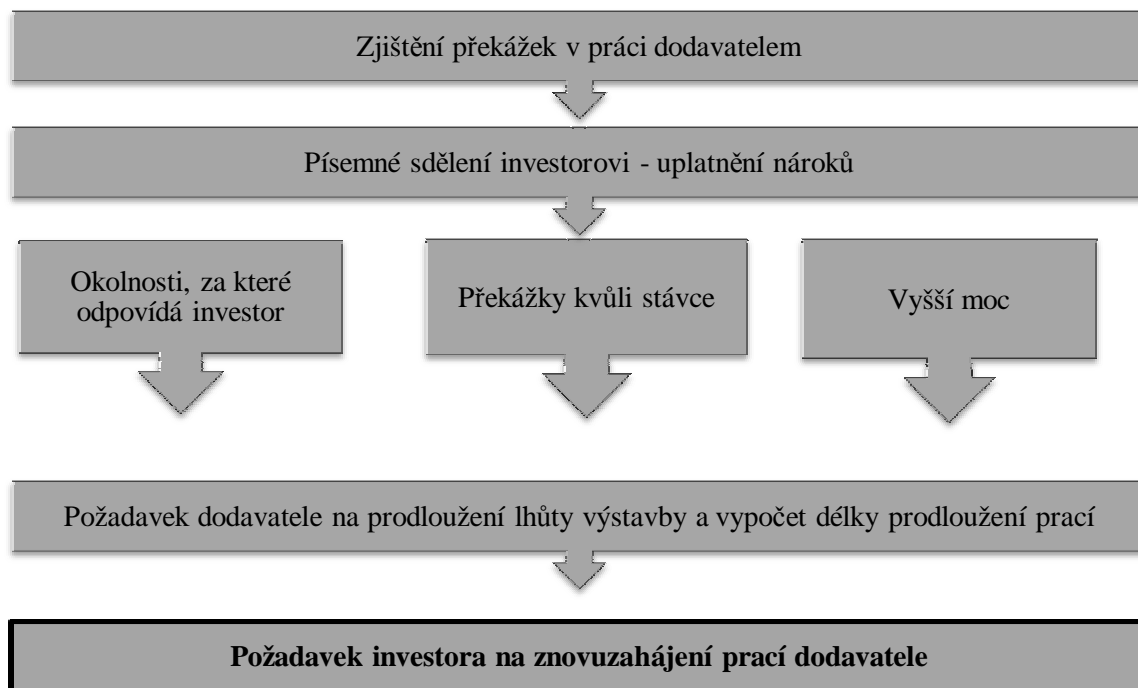 Zjištění překážek v práci dodavatelem
Písemné sdělení investorovi - uplatnění nároků
Okolnosti, za které
odpovídá investor
Překážky kvůli stávce
Vyšší moc
Požadavek dodavatele na prodloužení lhůty výstavby a vypočet délky prodloužení prací
Požadavek investora na znovuzahájení prací dodavatele